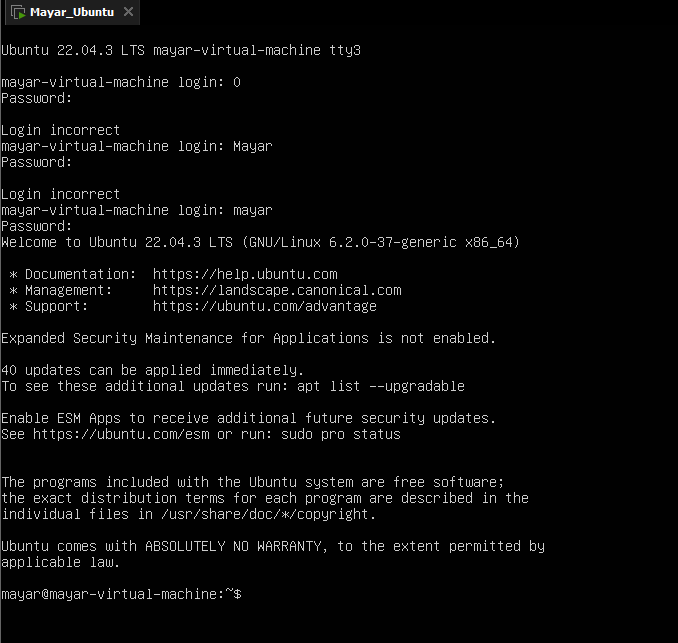 Mayar_Ubuntu
Ubuntu 22.04.3 LTS mayar-virtual-machine tty3
mayar-virtual-machine login: 0
Password:
Login incorrect
mayar-virtual-machine login: Mayar
Password:
Login incorrect
mayar-virtual-machine login: mayar
Password:
Welcome to Ubuntu 22.04.3 LTS (GNU/Linux 6.2.0-37-generic x86_64)
* Documentation:  https://help.ubuntu.com
* Management:     https://landscape.canonical.com
* Support:        https://ubuntu.com/advantage
Expanded Security Maintenance for Applications is not enabled.
40 updates can be applied immediately.
To see these additional updates run: apt list --upgradable
Enable ESM Apps to receive additional future security updates.
See https://ubuntu.com/esm or run: sudo pro status
The programs included with the Ubuntu system are free software;
the exact distribution terms for each program are described in the
individual files in /usr/share/doc/*/copyright.
Ubuntu comes with ABSOLUTELY NO WARRANTY, to the extent permitted by
applicable law.
mayar@mayar-virtual-machine:~$